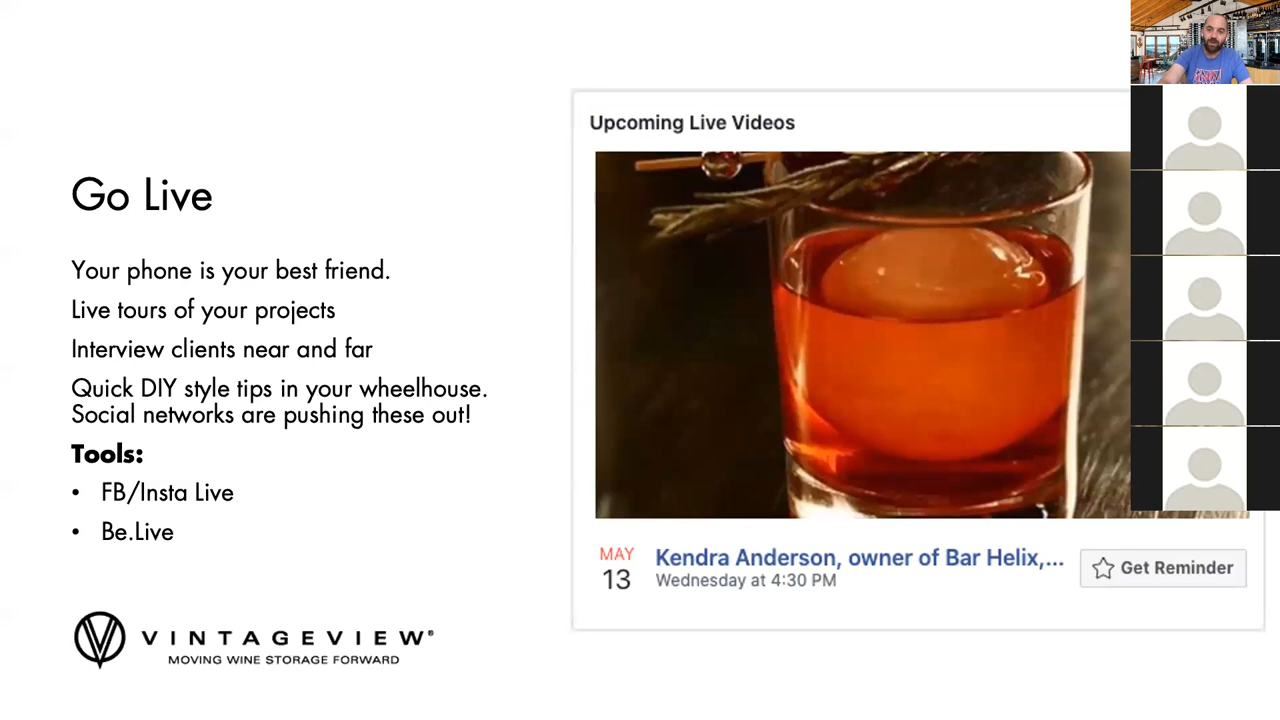 Go Live
Your phone is your best friend.
Live tours of your projects
Interview clients near and far
Quick DIY style tips in your wheelhouse.
Social networks are pushing these out!
Tools:
• FB/Insta Live
• Be.Live
VINTAGEVIEW®
MOVING WINE STORAGE FORWARD
Upcoming Live Videos
MAY
13
Kendra Anderson, owner of Bar Helix,...
Wednesday at 4:30 PM
Get Reminder